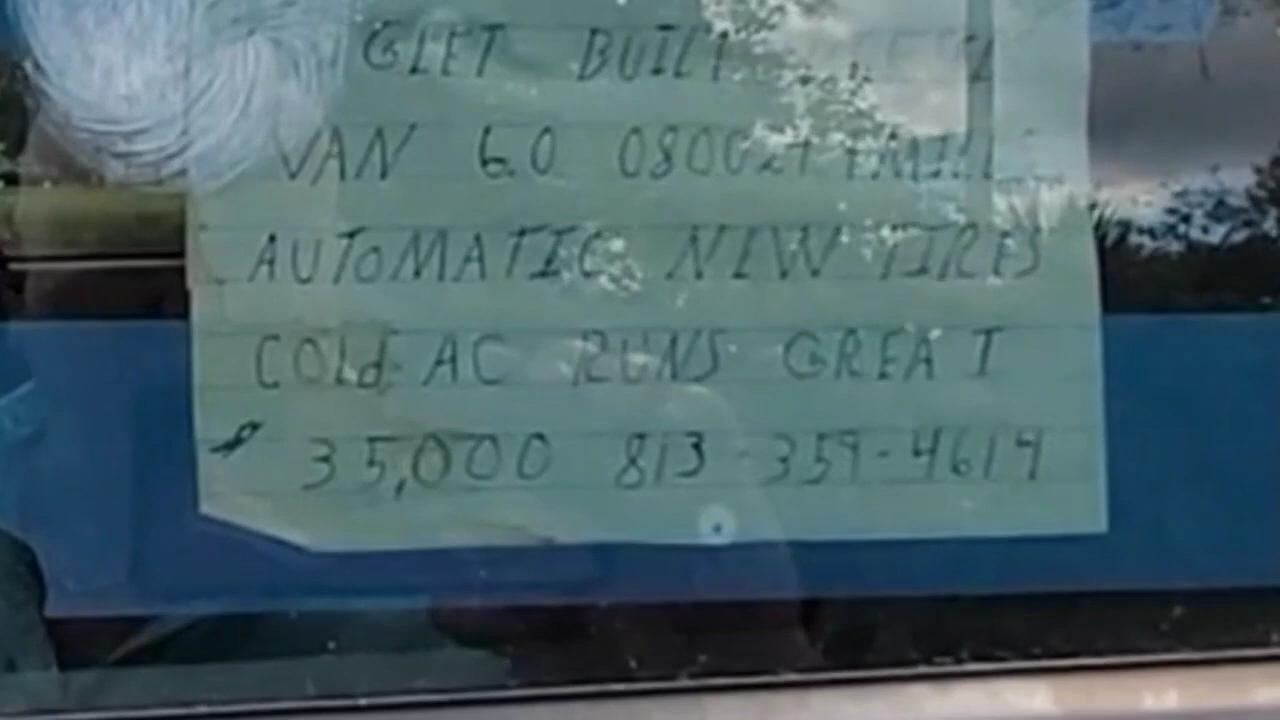 BUILT
VAN 6.0
AUTOMATIC NEW TIRES
COLd AC RUNS GREAT
$ 35,000 813-359-4619